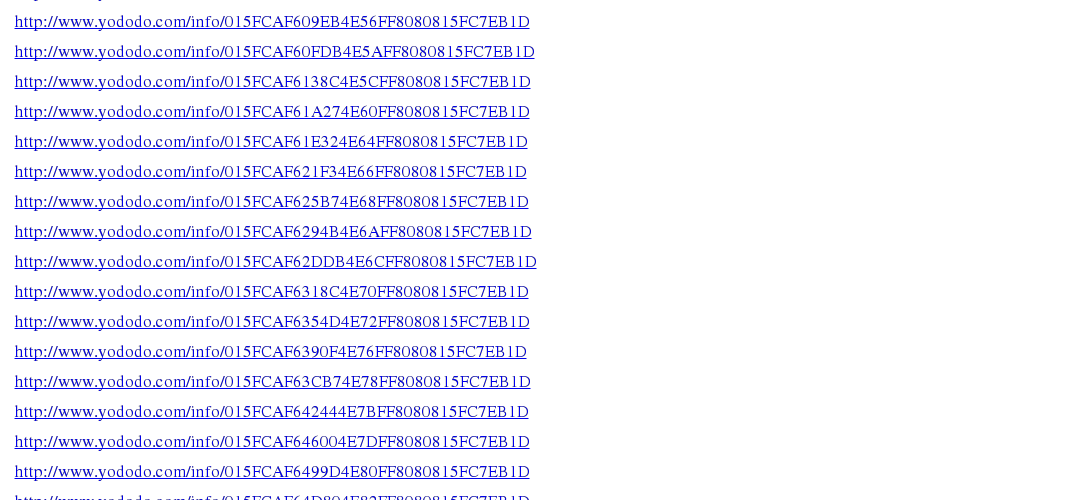 http://www.yododo.com/info/015FCAF609EB4E56FF8080815FC7EB1D
http://www.yododo.com/info/015FCAF60FDB4E5AFF8080815FC7EB1D
http://www.yododo.com/info/015FCAF6138C4E5CFF8080815FC7EB1D
http://www.yododo.com/info/015FCAF61A274E60FF8080815FC7EB1D
http://www.yododo.com/info/015FCAF61E324E64FF8080815FC7EB1D
http://www.yododo.com/info/015FCAF621F34E66FF8080815FC7EB1D
http://www.yododo.com/info/015FCAF625B74E68FF8080815FC7EB1D
http://www.yododo.com/info/015FCAF6294B4E6AFF8080815FC7EB1D
http://www.yododo.com/info/015FCAF62DDB4E6CFF8080815FC7EB1D
http://www.yododo.com/info/015FCAF6318C4E70FF8080815FC7EB1D
http://www.yododo.com/info/015FCAF6354D4E72FF8080815FC7EB1D
http://www.yododo.com/info/015FCAF6390F4E76FF8080815FC7EB1D
http://www.yododo.com/info/015FCAF63CB74E78FF8080815FC7EB1D
http://www.yododo.com/info/015FCAF642444E7BFF8080815FC7EB1D
http://www.yododo.com/info/015FCAF646004E7DFF8080815FC7EB1D
http://www.yododo.com/info/015FCAF6499D4E80FF8080815FC7EB1D